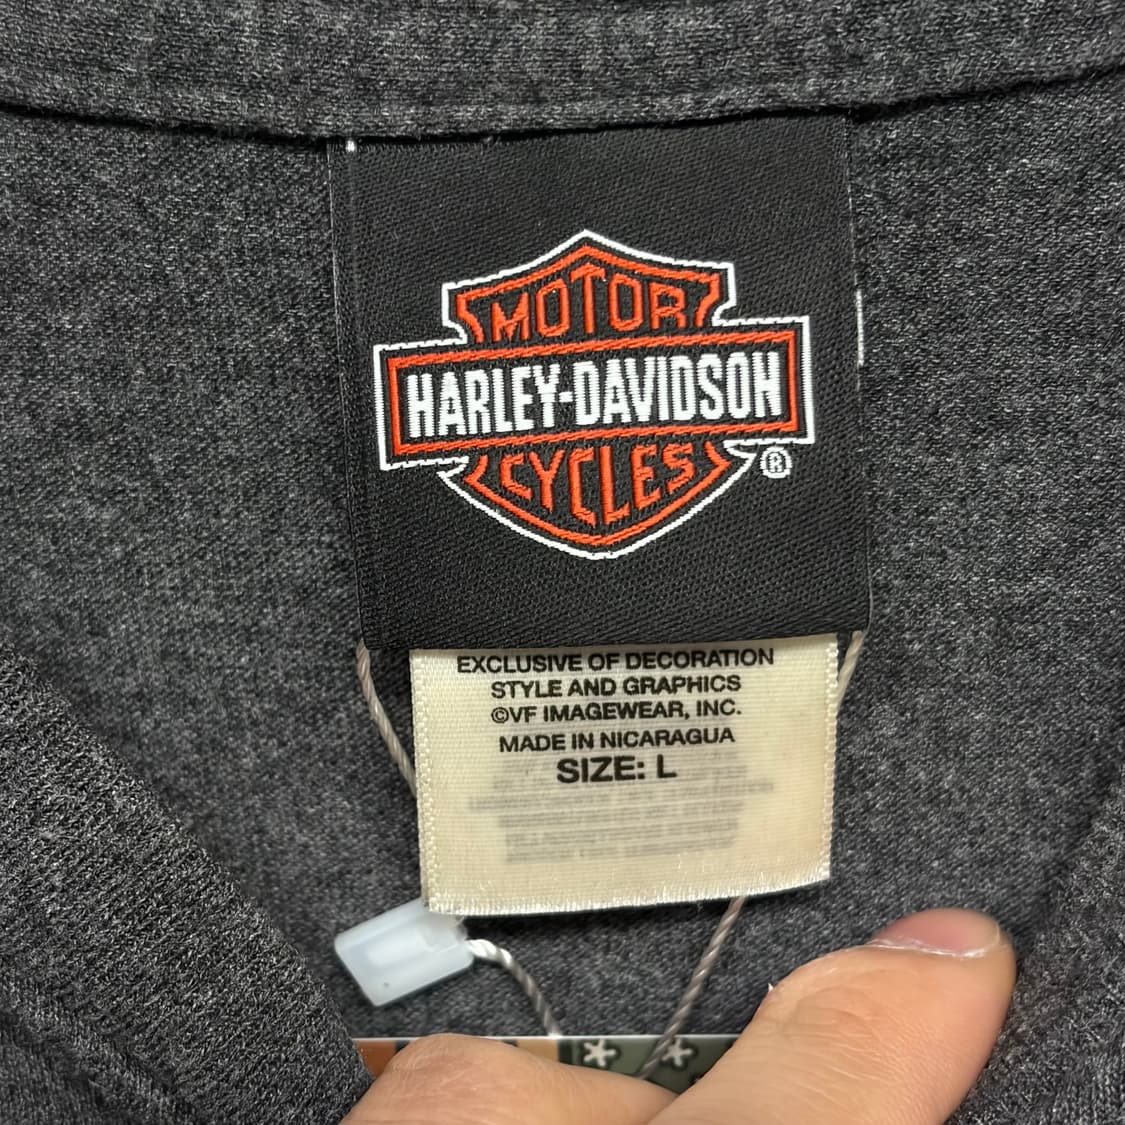 MOTOR
HARLEY-DAVIDSON
CYCLES
®
EXCLUSIVE OF DECORATION
STYLE AND GRAPHICS
©VF IMAGEWEAR, INC.
MADE IN NICARAGUA
SIZE: L